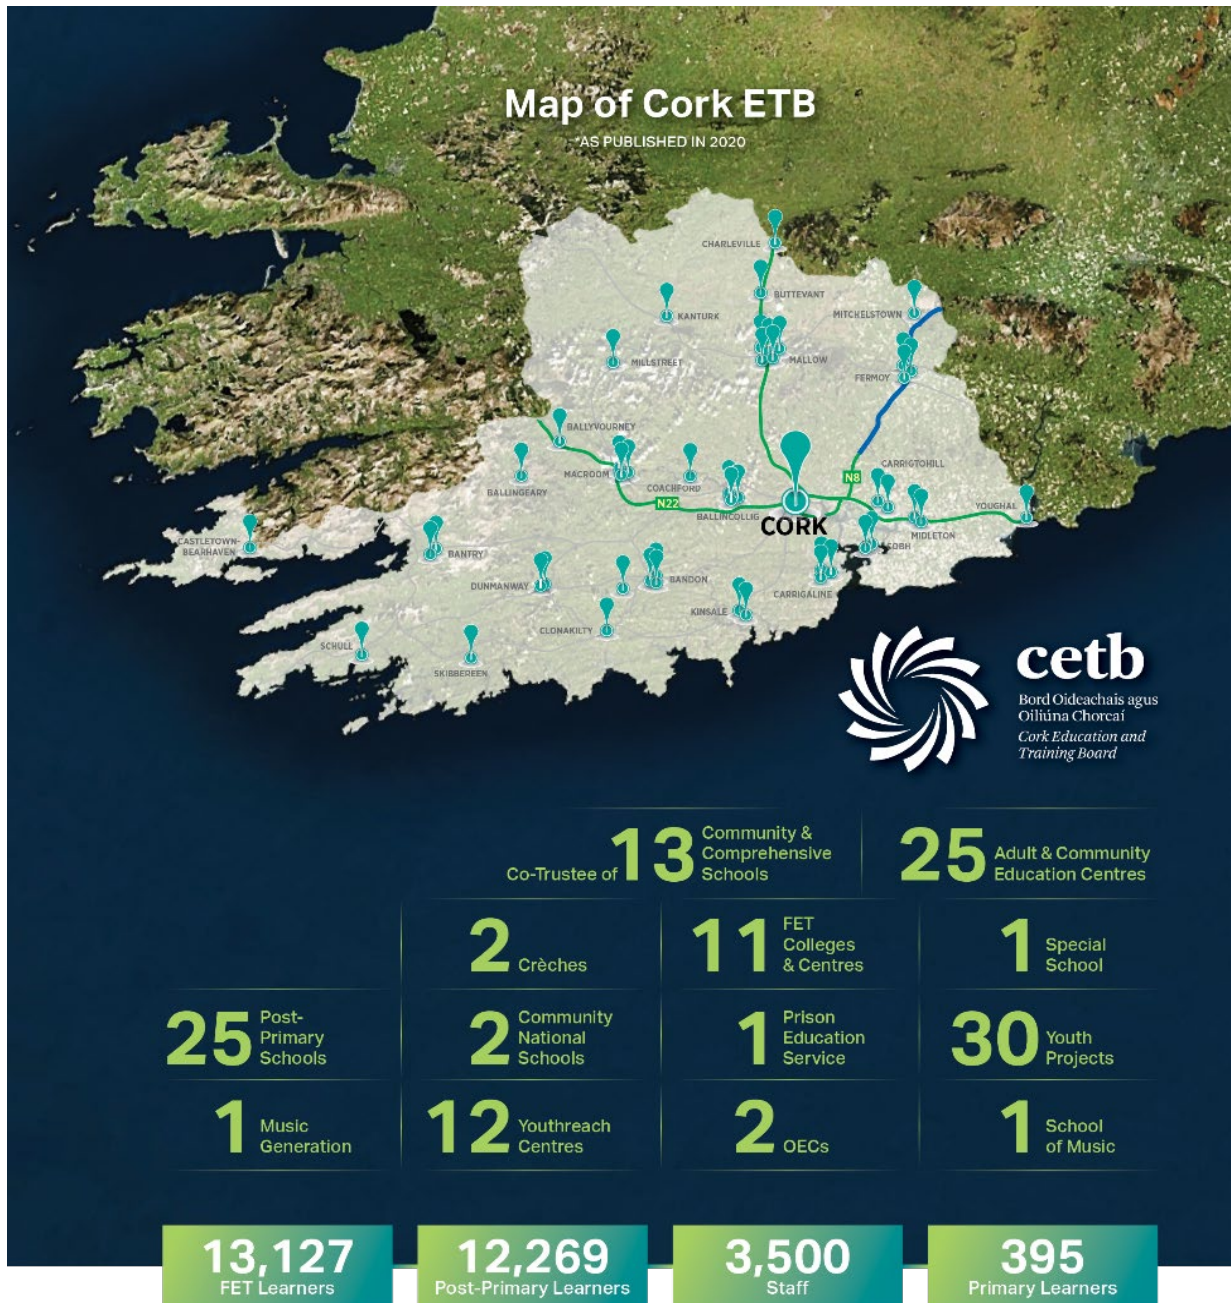 Map of Cork ETB
*AS PUBLISHED IN 2020
CHARLEVILLE
BUTTEVANT
KANTURK
MITCHELSTOWN
MILLSTREET
MALLOW
FERMOY
BALLYVOURNEY
MACROOM
CARRIGTOHILL
BALLINGEARY
COACHFORD
N8
N22
BALLINCOLLIG
CORK
YOUGHAL
MIDLETON
CASTLETOWN-
BEARHAVEN
BANTRY
COBH
DUNMANWAY
BANDON
CARRIGALINE
KINSALE
CLONAKILTY
SCHULL
SKIBBEREEN
cetb
Bord Oideachais agus
Oiliúna Chorcaí
Cork Education and
Training Board
Co-Trustee of 13 Community &
Comprehensive
Schools
25 Adult & Community
Education Centres
2 Crèches
11 FET
Colleges
& Centres
1 Special
School
25 Post-
Primary
Schools
2 Community
National
Schools
1 Prison
Education
Service
30 Youth
Projects
1 Music
Generation
12 Youthreach
Centres
2 OECs
1 School
of Music
13,127
FET Learners
12,269
Post-Primary Learners
3,500
Staff
395
Primary Learners